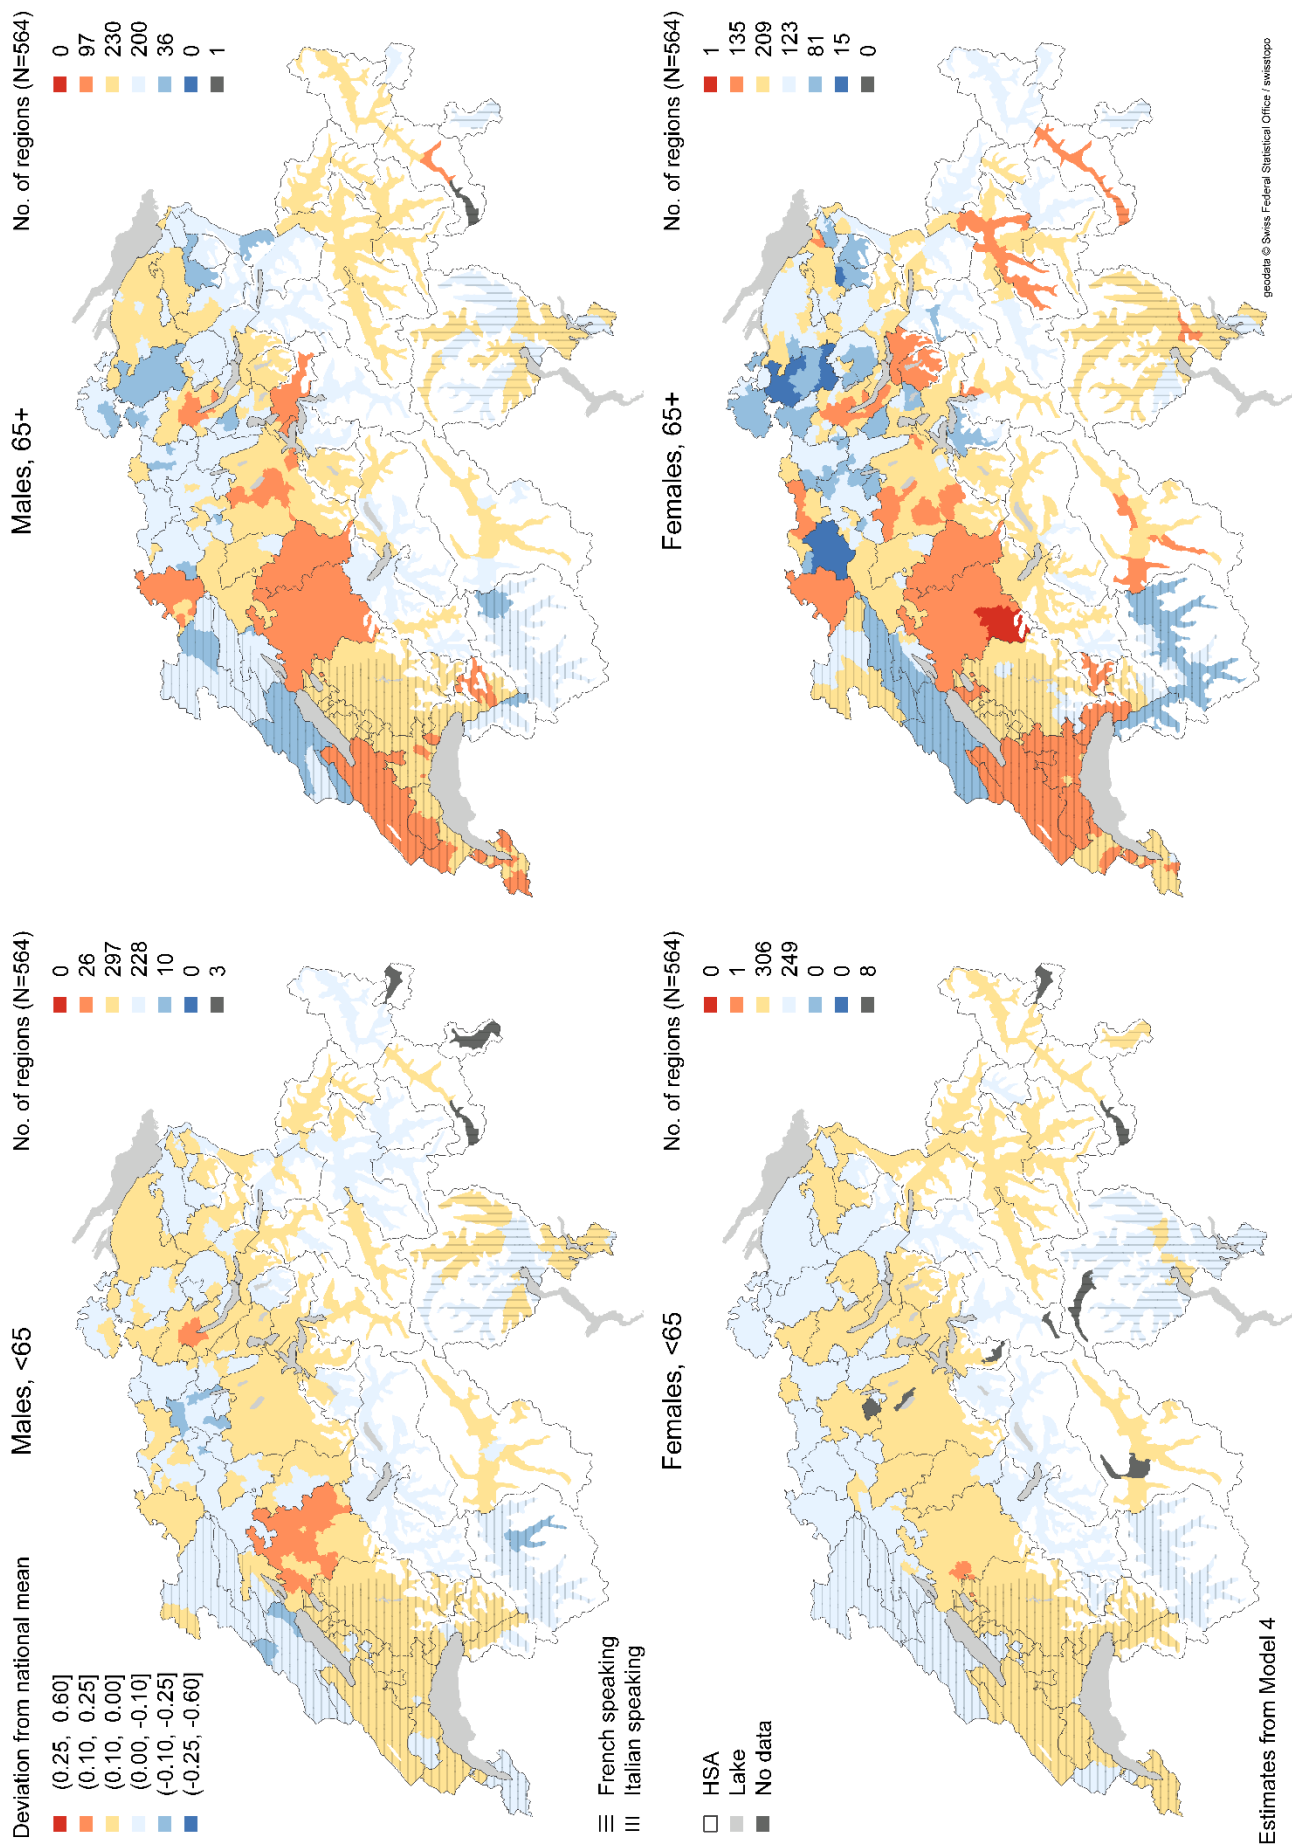 Deviation from national mean
(0.25, 0.60]
(0.10, 0.25]
(0.10, 0.00]
(0.00, -0.10]
(-0.10, -0.25]
(-0.25, -0.60]
Males, <65
No. of regions (N=564)
0
26
297
228
10
0
3
Males, 65+
No. of regions (N=564)
0
97
230
200
36
0
1
French speaking
Italian speaking
HSA
Lake
No data
Females, <65
No. of regions (N=564)
0
1
306
249
0
0
8
Females, 65+
No. of regions (N=564)
1
135
209
123
81
15
0
Estimates from Model 4
geodata © Swiss Federal Statistical Office / swisstopo